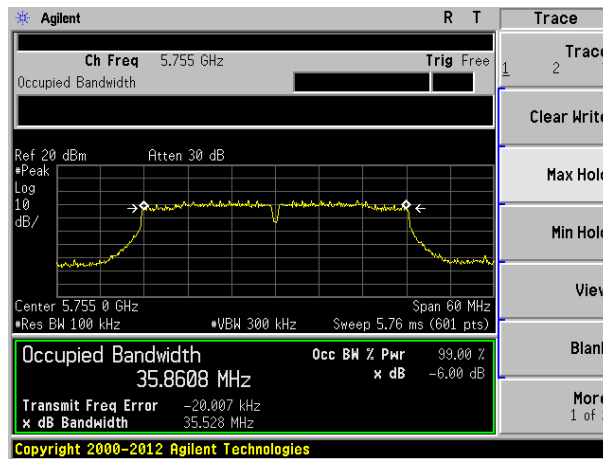 Agilent R T Trace
Ch Freq 5.755 GHz Trig Free
Occupied Bandwidth
Trace
1 2
Clear Write
Max Hold
Min Hold
View
Blank
More
1 of
Ref 20 dBm Atten 30 dB
#Peak
Log
10
dB/
Center 5.755 0 GHz Span 60 MHz
#Res BW 100 kHz #VBW 300 kHz Sweep 5.76 ms (601 pts)
Occupied Bandwidth Occ BW % Pwr 99.00 %
35.8608 MHz x dB -6.00 dB
Transmit Freq Error -20.007 kHz
x dB Bandwidth 35.528 MHz
Copyright 2000-2012 Agilent Technologies